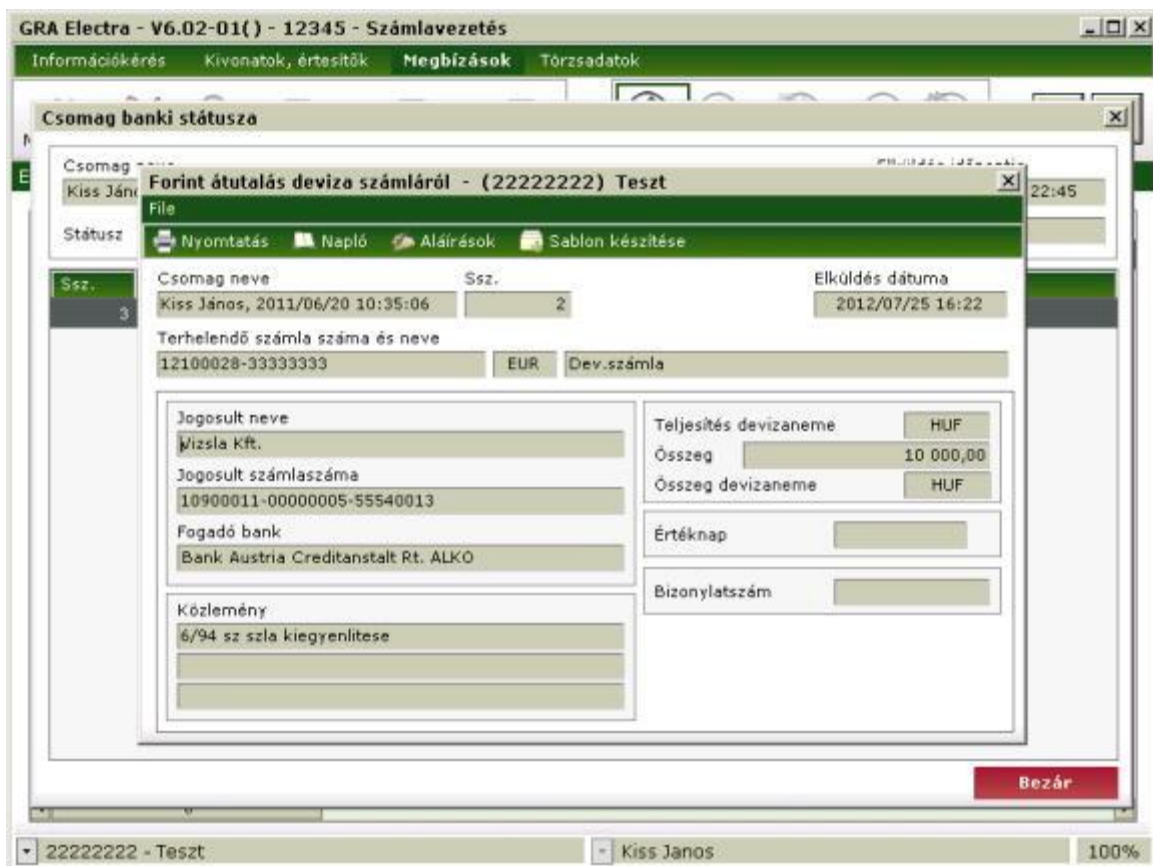 GRA Electra - V6.02-01( ) - 12345 - Számlavezetés
Információkérés Kivonatok, értesítők Megbízások Törzsadatok
Csomag banki státusza
Csomag neve
Kiss Jáno 22:45
Státusz
Ssz.
3
Forint átutalás deviza számláról - (22222222) Teszt
File
Nyomtatás Napló Aláírások Sablon készítése
Csomag neve Ssz. Elküldés dátuma
Kiss János, 2011/06/20 10:35:06 2 2012/07/25 16:22
Terhelendő számla száma és neve
12100028-33333333 EUR Dev.számla
Jogosult neve
Vizsla Kft.
Jogosult számlaszáma
10900011-00000005-55540013
Fogadó bank
Bank Austria Creditanstalt Rt. ALKO
Közlemény
6/94 sz szla kiegyenlitese
Teljesítés devizaneme HUF
Összeg 10 000,00
Összeg devizaneme HUF
Értéknap
Bizonylatszám
Bezár
22222222 - Teszt Kiss Janos 100%